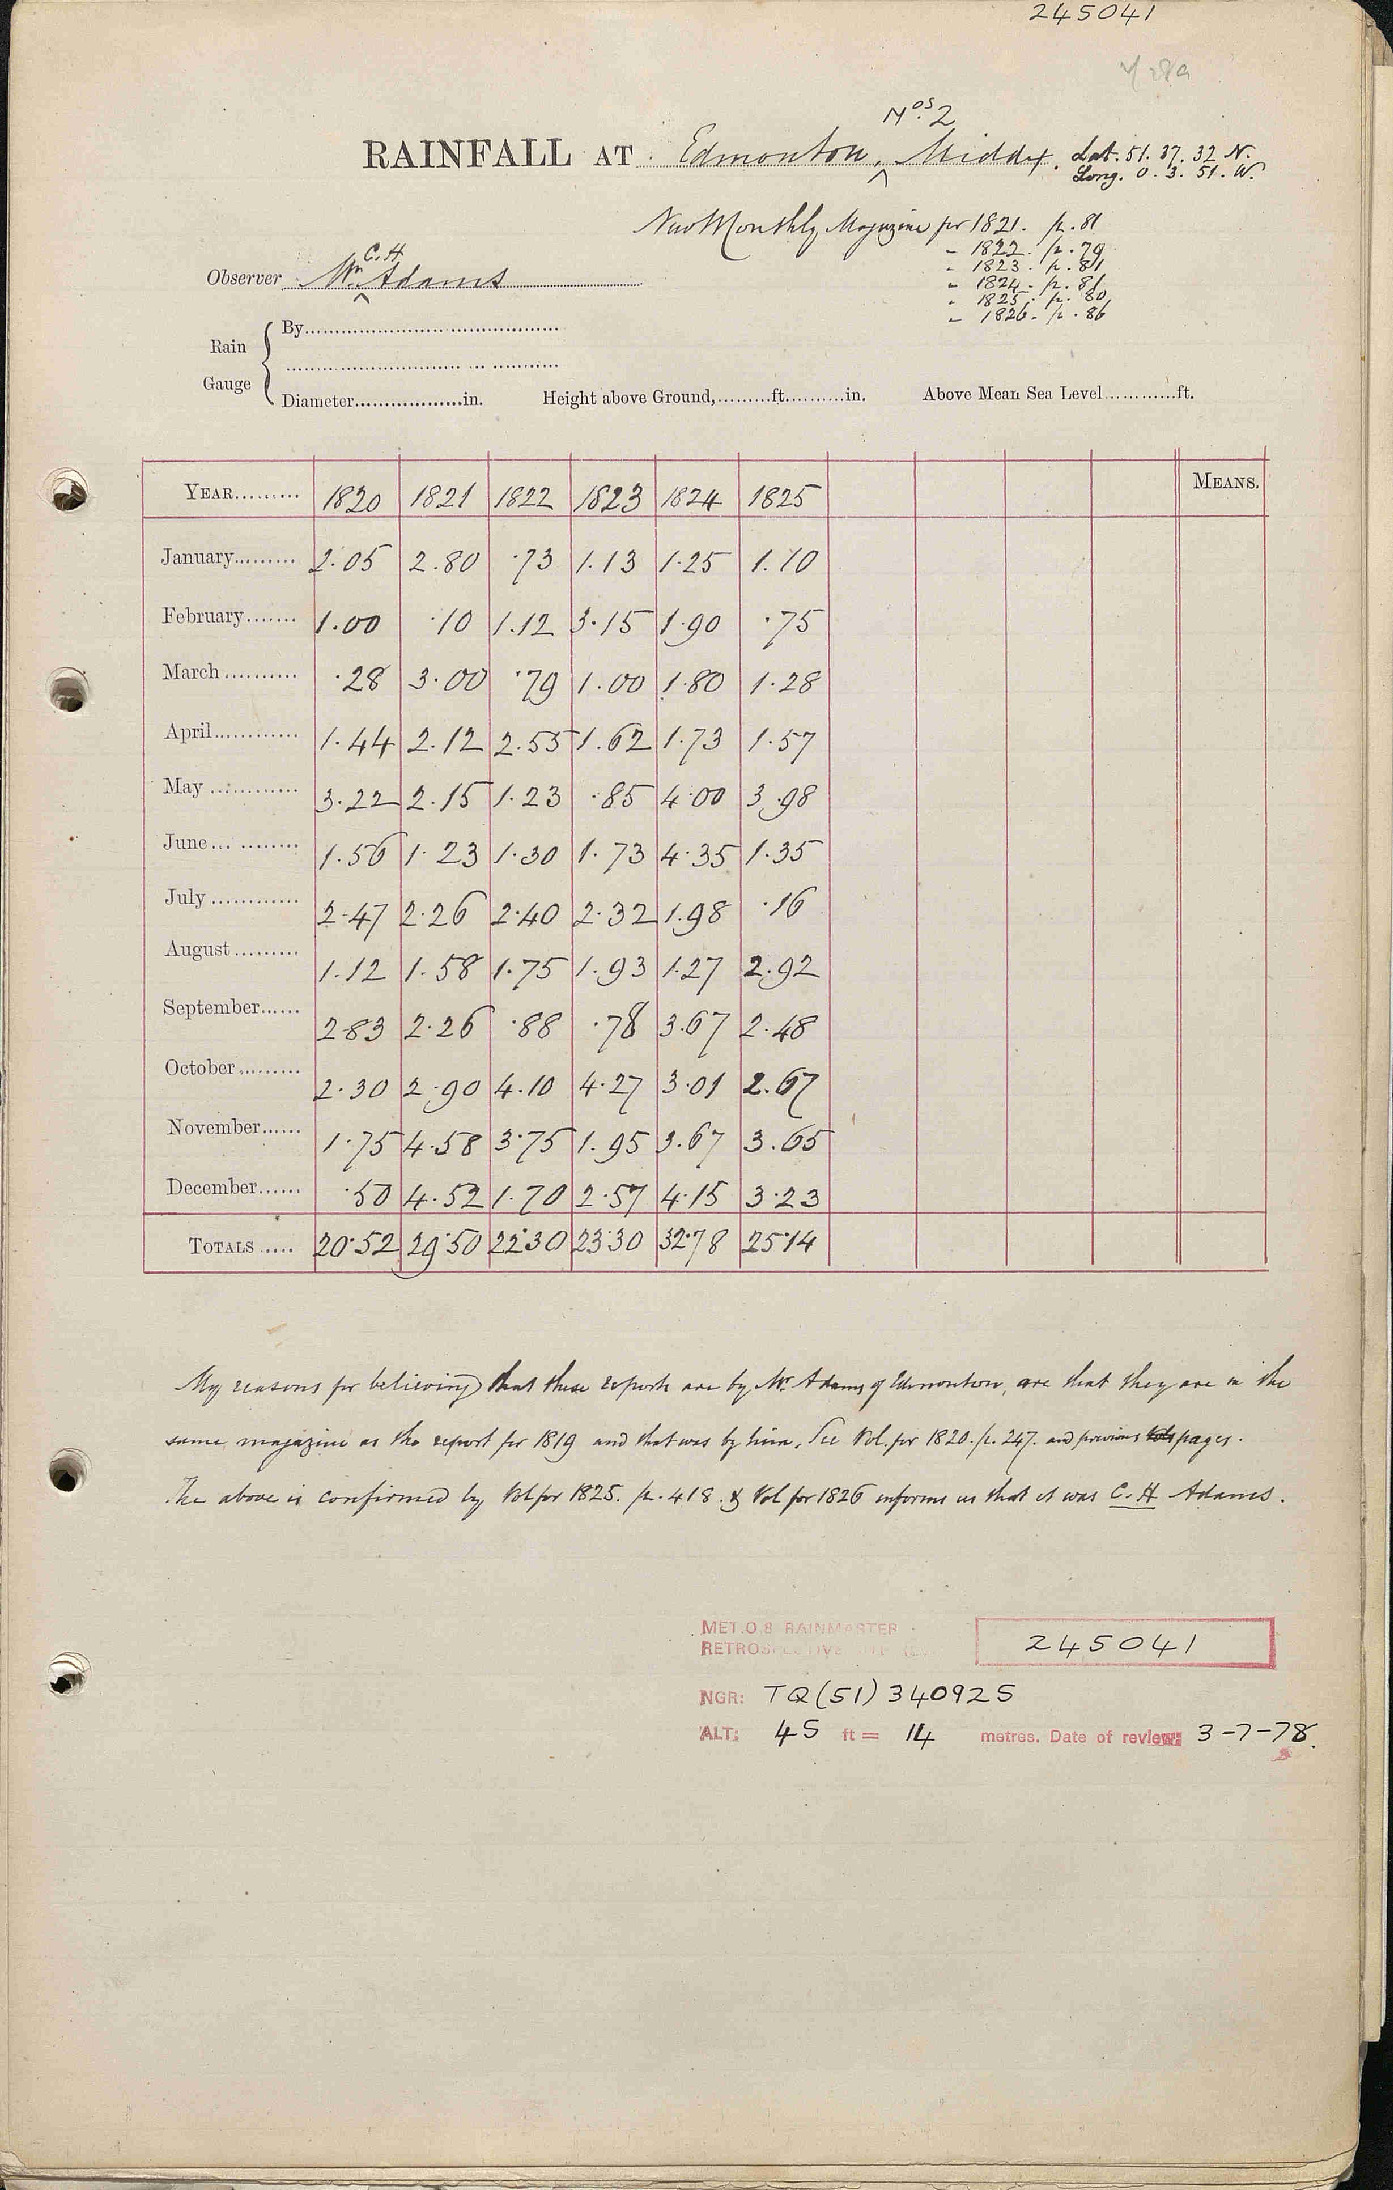 245041
Nos. 2
RAINFALL AT Edmonton, Middx. Lat. 51. 37. 32 N.
Long. 0. 3. 51. W.
New Monthly Magazine for 1821. p. 81
" 1822. p. 79
" 1823. p. 81
" 1824. p. 81
" 1825. p. 80
" 1826. p. 86
C. H
Observer Mr. Adams
Rain Gauge
By
Diameter in. Height above Ground, ft. in. Above Mean Sea Level ft.
YEAR 1820 1821 1822 1823 1824 1825 MEANS.
January 2.05 2.80 .73 1.13 1.25 1.10
February 1.00 .10 1.12 3.15 1.90 .75
March .28 3.00 .79 1.00 1.80 1.28
April 1.44 2.12 2.55 1.62 1.73 1.57
May 3.22 2.15 1.23 .85 4.00 3.98
June 1.56 1.23 1.30 1.73 4.35 1.35
July 2.47 2.26 2.40 2.32 1.98 .16
August 1.12 1.58 1.75 1.93 1.27 2.92
September 2.83 2.26 .88 .78 3.67 2.48
October 2.30 2.90 4.10 4.27 3.01 2.67
November 1.75 4.58 3.75 1.95 3.67 3.65
December .50 4.52 1.70 2.57 4.15 3.23
TOTALS 20.52 29.50 22.30 23.30 32.78 25.14
My reasons for believing that these reports are by Mr. Adams of Edmonton, are that they are in the
same magazine as the report for 1819 and that was by him, See Vol. for 1820. p. 247. and previous pages.
The above is confirmed by Vol for 1825. p. 418. & Vol for 1826 informs us that it was C. H Adams.
MET.O.8 RAINMASTER
RETROSPECTIVE 245041
NGR: TQ(51)340925
ALT: 45 ft = 14 metres. Date of review: 3-7-78.